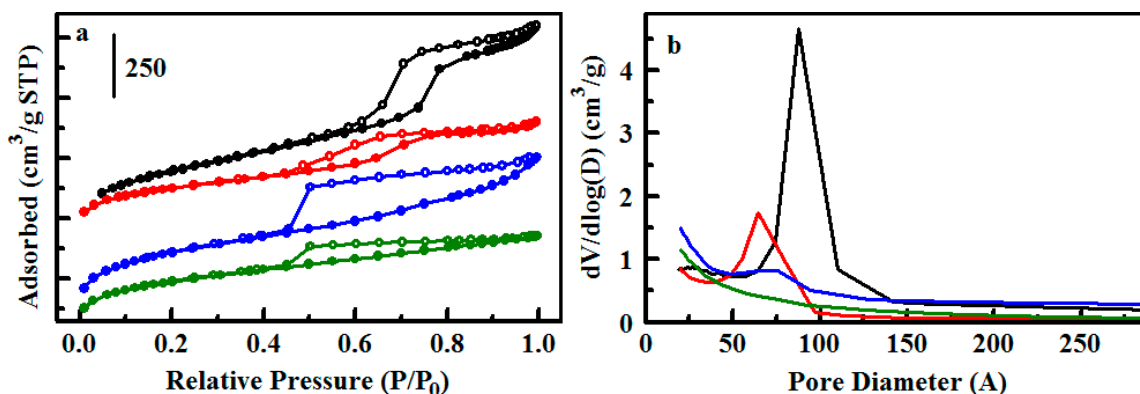 a
250
Adsorbed (cm³/g STP)
0.0 0.2 0.4 0.6 0.8 1.0
Relative Pressure (P/P₀)
b
dV/dlog(D) (cm³/g)
4
3
2
1
0
0 50 100 150 200 250
Pore Diameter (A)